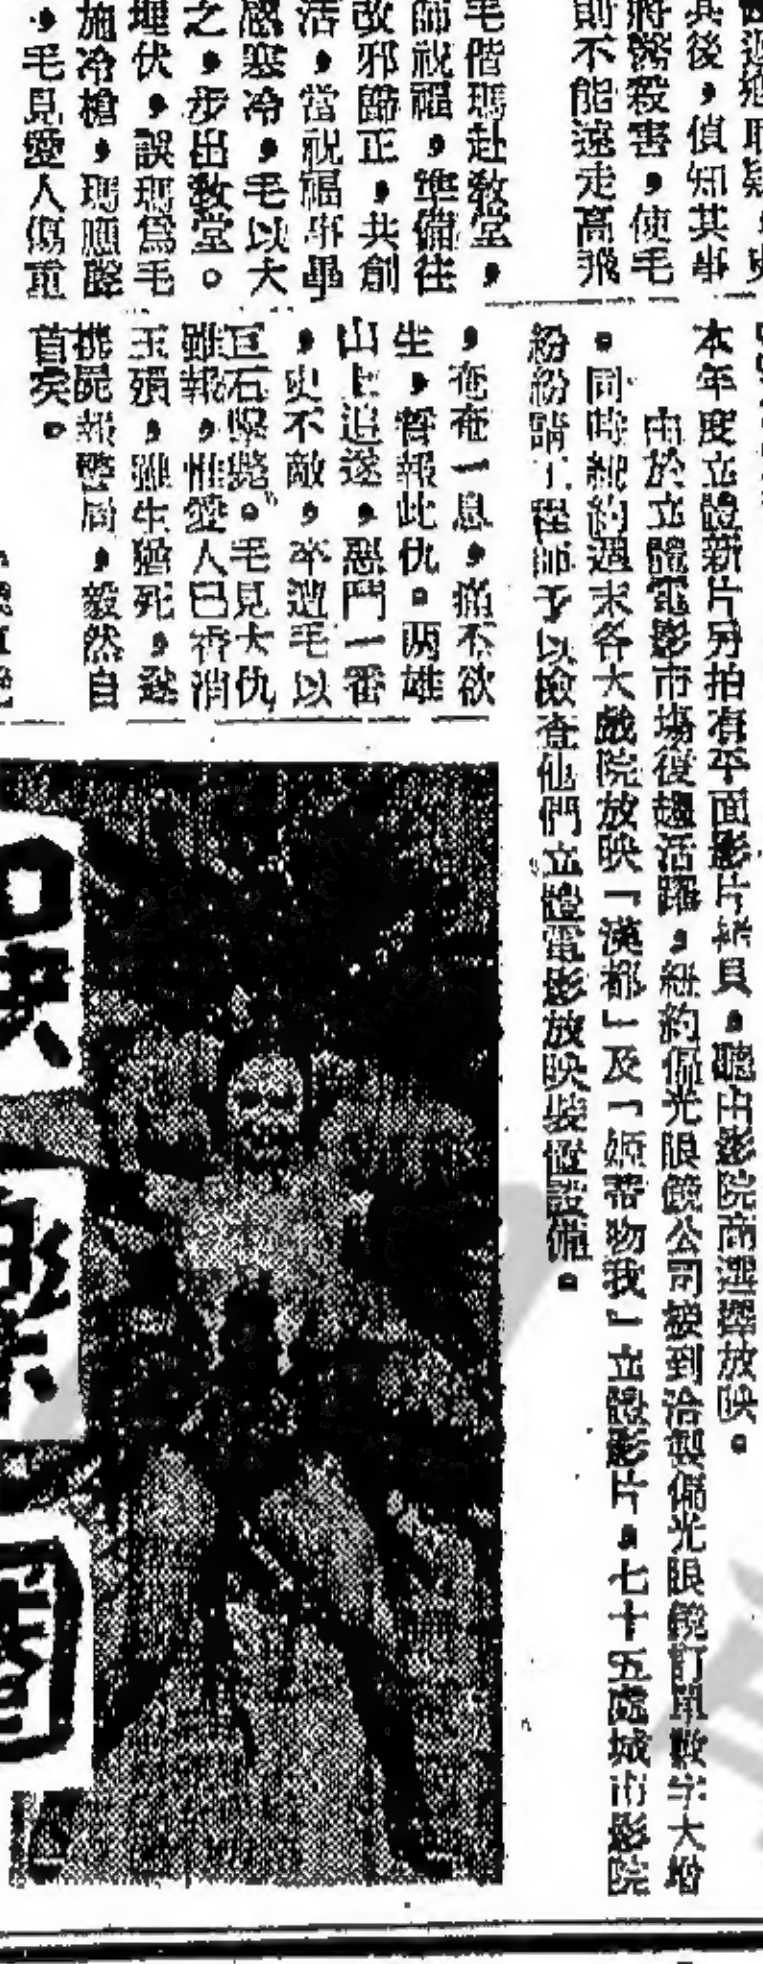 其後，偵知其事
將鶯殺害，使毛
則不能遠走高飛
毛偕瑪赴教堂，
師祝福，準備往
改邪歸正，共創
活，當祝福畢
感寒冷，毛以大
之，步出教堂。
埋伏，誤瑪為毛
施冷槍，瑪應聲
，毛見愛人傷重
本年度立體新片另拍有平面影片拷貝，聽由影院商選擇放映。
由於立體電影市場復趨活躍，紐約偏光眼鏡公司接到洽製偏光眼鏡訂單數字大增
。同時紐約週末各大戲院放映「漢都」及「姬蒂吻我」立體影片，七十五處城市影院
紛紛請工程師予以檢查他們立體電影放映裝置設備。
，奄奄一息，痛不欲
生，誓報此仇。兩雄
山上追逐，惡鬥一番
，史不敵，卒遭毛以
巨石擊斃。毛見大仇
雖報，惟愛人已香消
玉殞，雖生猶死，遂
挑屍報警局，毅然自
首矣。